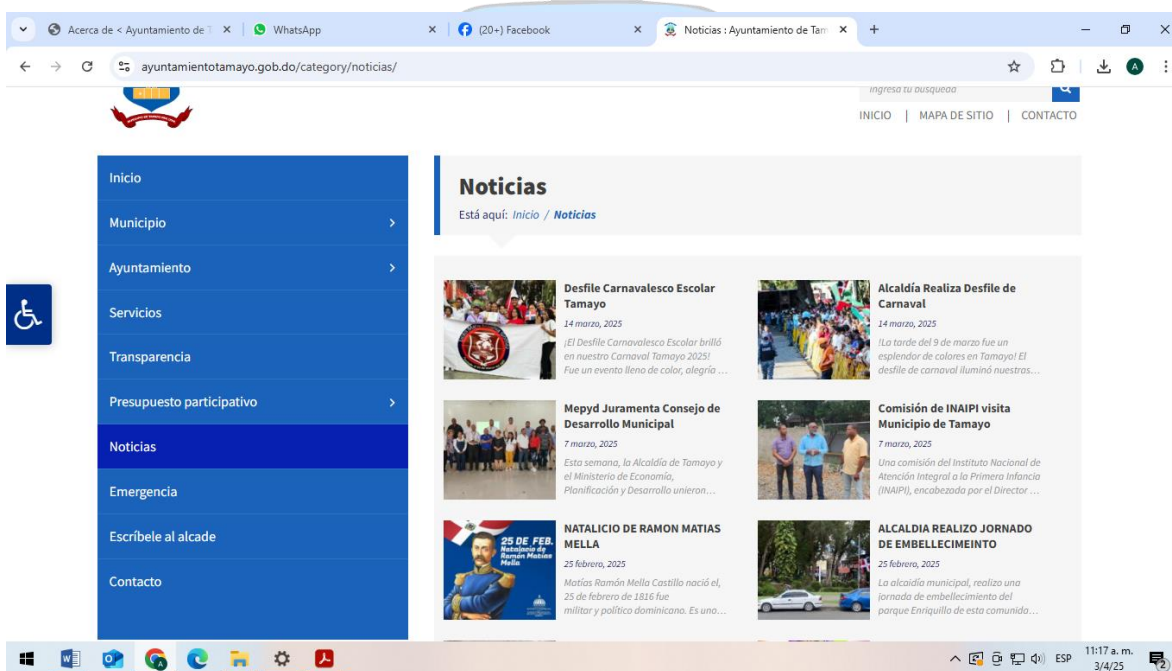 Acerca de < Ayuntamiento de T
WhatsApp
(20+) Facebook
Noticias : Ayuntamiento de Tam
ayuntamientotamayo.gob.do/category/noticias/
A
Ingresa tu búsqueda
INICIO | MAPA DE SITIO | CONTACTO
Inicio
Municipio
Ayuntamiento
Servicios
Transparencia
Presupuesto participativo
Noticias
Emergencia
Escríbele al alcade
Contacto
Noticias
Está aquí: Inicio / Noticias
Desfile Carnavalesco Escolar
Tamayo
14 marzo, 2025
¡El Desfile Carnavalesco Escolar brilló
en nuestro Carnaval Tamayo 2025!
Fue un evento lleno de color, alegría ...
Alcaldía Realiza Desfile de
Carnaval
14 marzo, 2025
!La tarde del 9 de marzo fue un
esplendor de colores en Tamayo! El
desfile de carnaval iluminó nuestras...
Mepyd Juramenta Consejo de
Desarrollo Municipal
7 marzo, 2025
Esta semana, la Alcaldía de Tamayo y
el Ministerio de Economía,
Planificación y Desarrollo unieron...
Comisión de INAIPI visita
Municipio de Tamayo
7 marzo, 2025
Una comisión del Instituto Nacional de
Atención Integral a la Primera Infancia
(INAIPI), encabezada por el Director ...
25 DE FEB.
Natalacio de
Ramón Matías
Mella
NATALICIO DE RAMON MATIAS
MELLA
25 febrero, 2025
Matías Ramón Mella Castillo nació el,
25 de febrero de 1816 fue
militar y político dominicano. Es uno...
ALCALDIA REALIZO JORNADO
DE EMBELLECIMEINTO
25 febrero, 2025
La alcaidía municipal, realizo una
jornada de embellecimiento del
parque Enriquillo de esta comunida...
ESP
11:17 a. m.
3/4/25